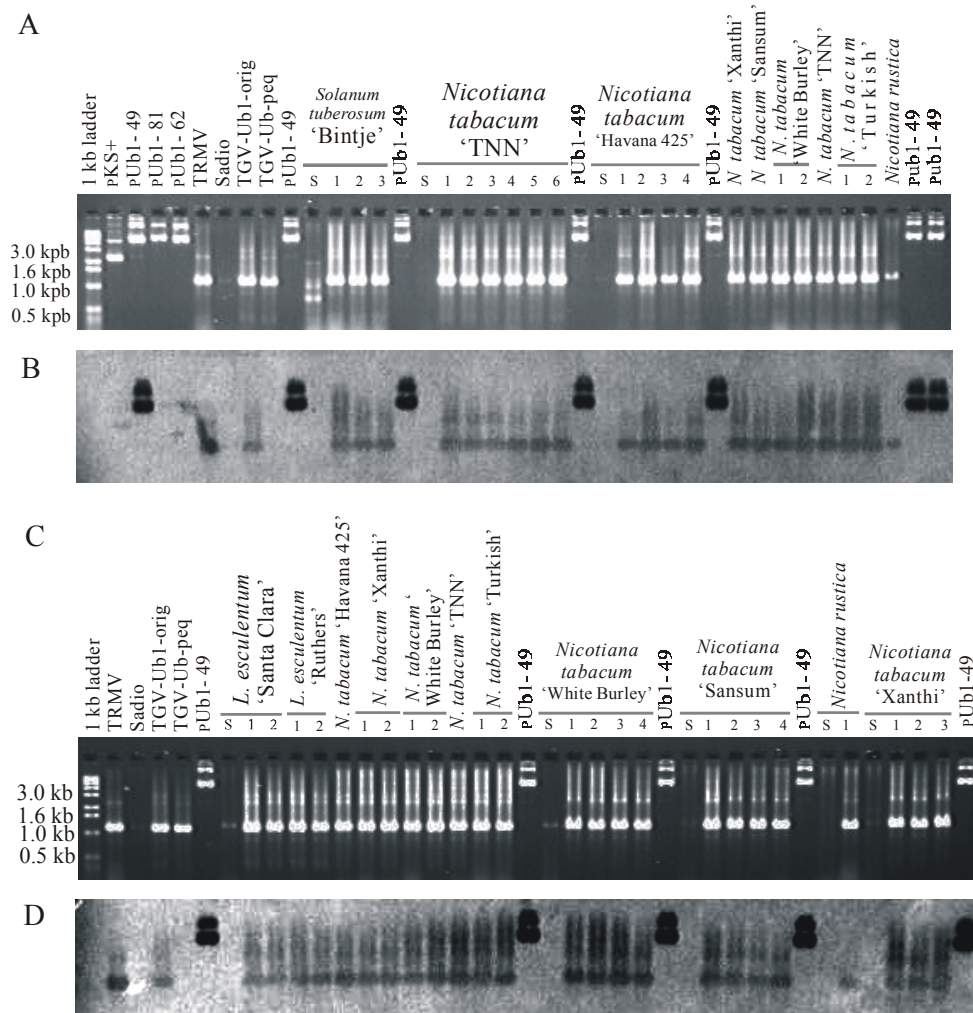 A
1 kb ladder
pKS+
pUb1- 49
pUb1 - 81
pUb1 - 62
TRMV
Sadio
TGV-Ub1-orig
TGV-Ub-peq
pUb1- 49
Solanum
tuberosum
‘Bintje’
pUb1- 49
Nicotiana
tabacum
‘TNN’
pUb1- 49
Nicotiana
tabacum
‘Havana 425’
pUb1- 49
N tabacum ‘Xanthi’
N tabacum ‘Sansum’
N. tabacum
‘White Burley’
N. tabacum ‘TNN’
N. tabacum
‘Turkish’
Nicotiana rustica
pUb1- 49
pUb1- 49
S 1 2 3 S 1 2 3 4 5 6 S 1 2 3 4 1 2 1 2
3.0 kpb
1.6 kpb
1.0 kpb
0.5 kpb
B
C
1 kb ladder
TRMV
Sadio
TGV-Ub1-orig
TGV-Ub-peq
pUb1- 49
L. esculentum
‘Santa Clara’
L. esculentum
‘Ruthers’
N. tabacum ‘Havana 425’
N. tabacum ‘Xanthi’
N. tabacum ‘
White Burley’
N. tabacum ‘TNN’
N. tabacum ‘Turkish’
pUb1- 49
Nicotiana
tabacum
‘White Burley’
pUb1- 49
Nicotiana
tabacum
‘Sansum’
pUb1- 49
Nicotiana rustica
Nicotiana
tabacum
‘Xanthi’
pUb1- 49
S 1 2 1 2 1 2 1 2 1 2 S 1 2 3 4 S 1 2 3 4 S 1 S 1 2 3
3.0 kb
1.6 kb
1.0 kb
0.5 kb
D